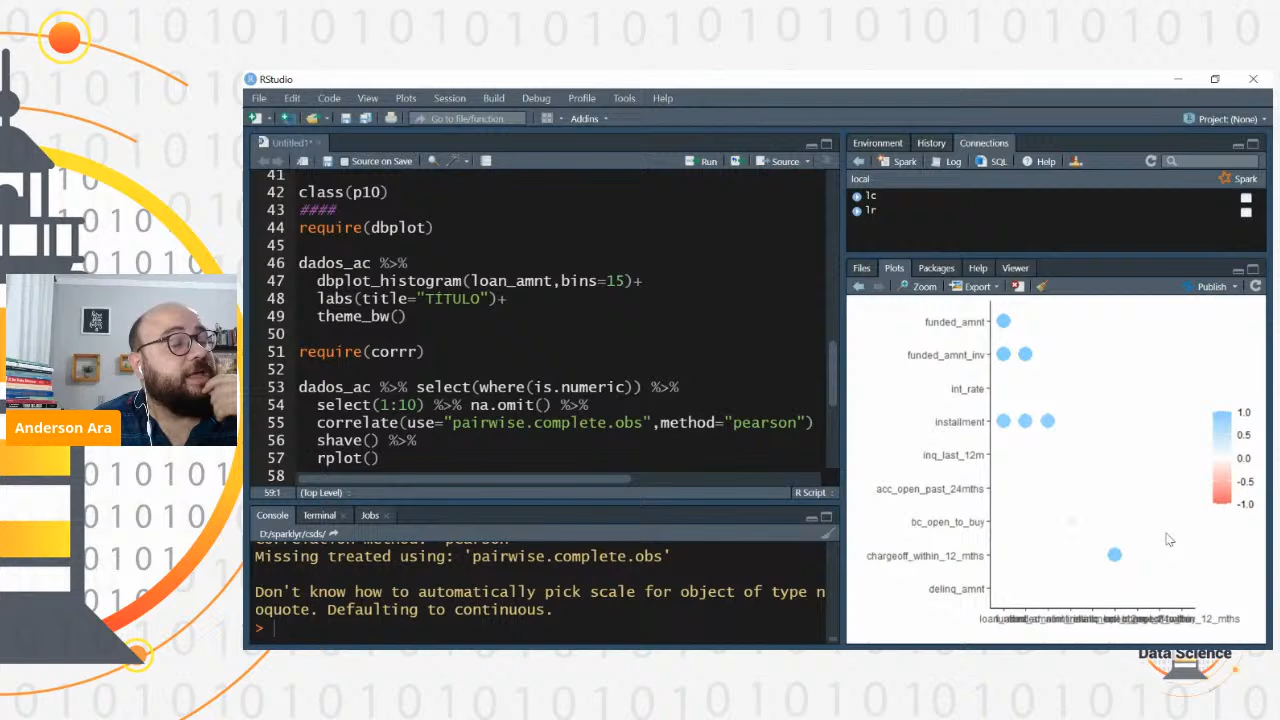 RStudio
File Edit Code View Plots Session Build Debug Profile Tools Help
Go to file/function Addins Project: (None)
Untitled1*
Source on Save Run Source
41
42 class(p10)
43 ####
44 require(dbplot)
45
46 dados_ac %>%
47 dbplot_histogram(loan_amnt,bins=15)+
48 labs(title="TÍTULO")+
49 theme_bw()
50
51 require(corrr)
52
53 dados_ac %>% select(where(is.numeric)) %>%
54 select(1:10) %>% na.omit() %>%
55 correlate(use="pairwise.complete.obs",method="pearson")
56 shave() %>%
57 rplot()
58
59:1 (Top Level) R Script
Console Terminal Jobs
D:/sparklyr/csds/
Missing treated using: 'pairwise.complete.obs'
Don't know how to automatically pick scale for object of type n
oquote. Defaulting to continuous.
>
Environment History Connections
Spark Log SQL Help
local Spark
lc
lr
Files Plots Packages Help Viewer
Zoom Export Publish
funded_amnt
funded_amnt_inv
int_rate
installment
inq_last_12m
acc_open_past_24mths
bc_open_to_buy
chargeoff_within_12_mths
delinq_amnt
1.0
0.5
0.0
-0.5
-1.0
Anderson Ara
Data Science